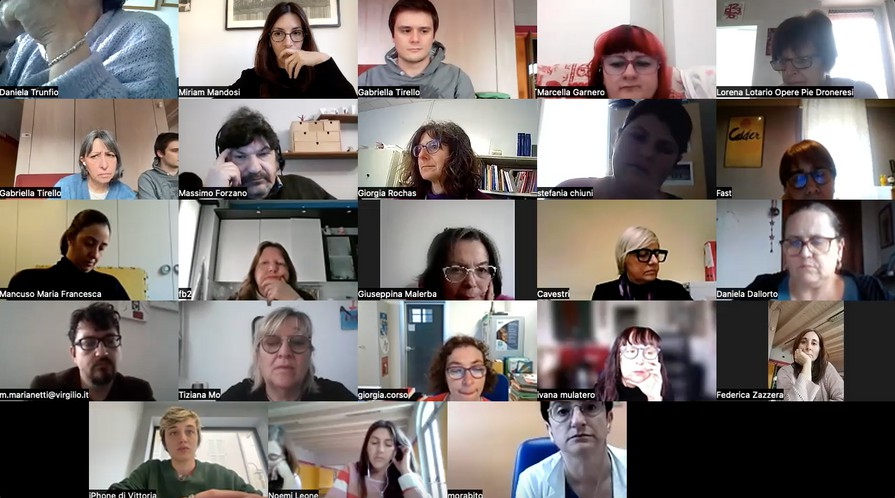 Daniela Trunfio
Miriam Mandosi
Gabriella Tirello
Marcella Garnero
Lorena Lotario Opere Pie Droneresi
Gabriella Tirello
Massimo Forzano
Giorgia Rochas
stefania chiuni
Fast
Mancuso Maria Francesca
fb2
Giuseppina Malerba
Cavestri
Daniela Dallorto
m.marianetti@virgilio.it
Tiziana Mo
giorgia.corso
ivana mulatero
Federica Zazzera
iPhone di Vittoria
Noemi Leone
morabito